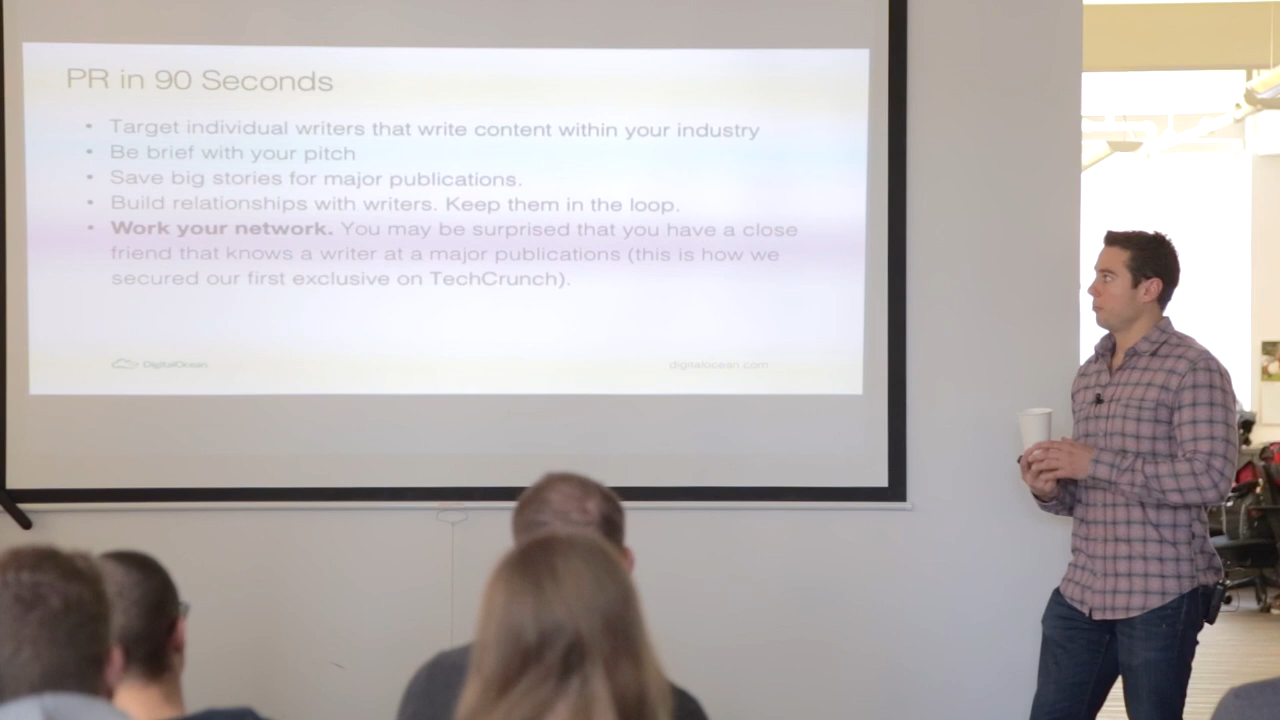 PR in 90 Seconds
• Target individual writers that write content within your industry
• Be brief with your pitch
• Save big stories for major publications.
• Build relationships with writers. Keep them in the loop.
• Work your network. You may be surprised that you have a close
friend that knows a writer at a major publications (this is how we
secured our first exclusive on TechCrunch).
DigitalOcean
digitalocean.com